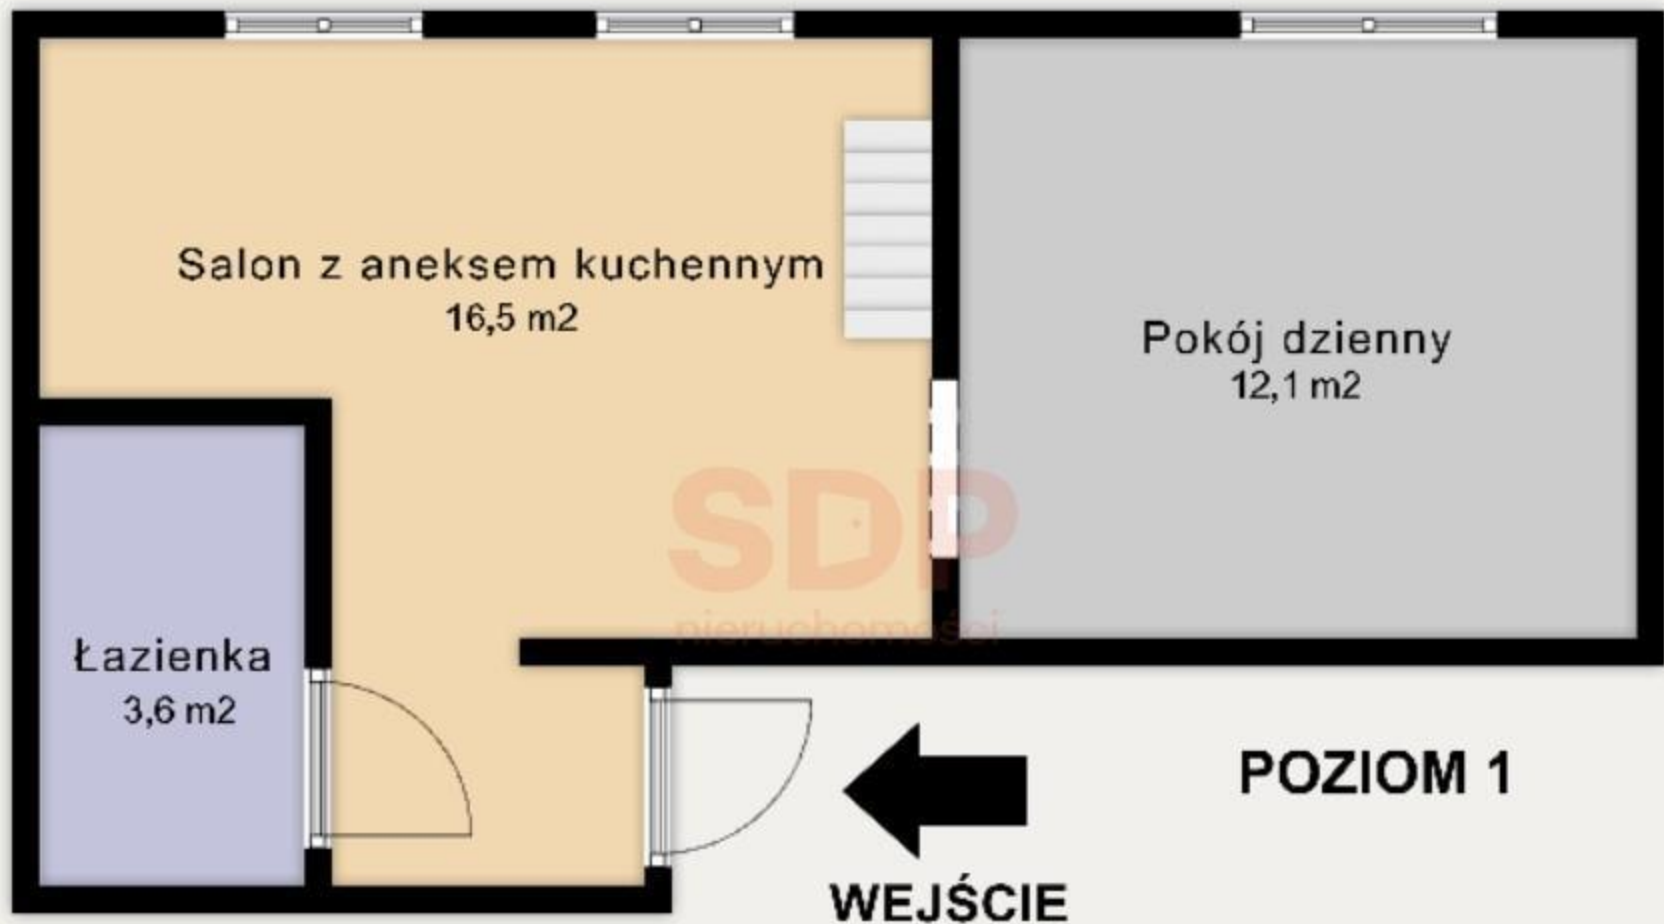 Salon z aneksem kuchennym
16,5 m2
Pokój dzienny
12,1 m2
SDP
nieruchomości
Łazienka
3,6 m2
POZIOM 1
WEJŚCIE